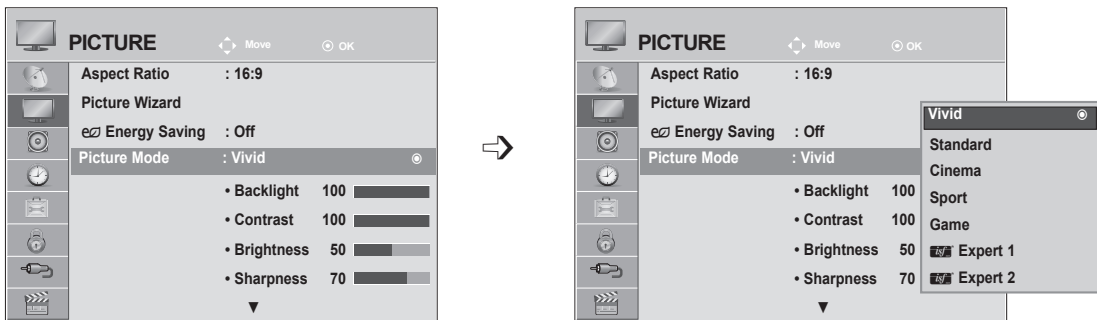 PICTURE
Move
OK
Aspect Ratio : 16:9
Picture Wizard
Energy Saving : Off
Picture Mode : Vivid
• Backlight 100
• Contrast 100
• Brightness 50
• Sharpness 70
▼
PICTURE
Move
OK
Aspect Ratio : 16:9
Picture Wizard
Energy Saving : Off
Picture Mode : Vivid
• Backlight 100
• Contrast 100
• Brightness 50
• Sharpness 70
▼
Vivid
Standard
Cinema
Sport
Game
isf Expert 1
isf Expert 2